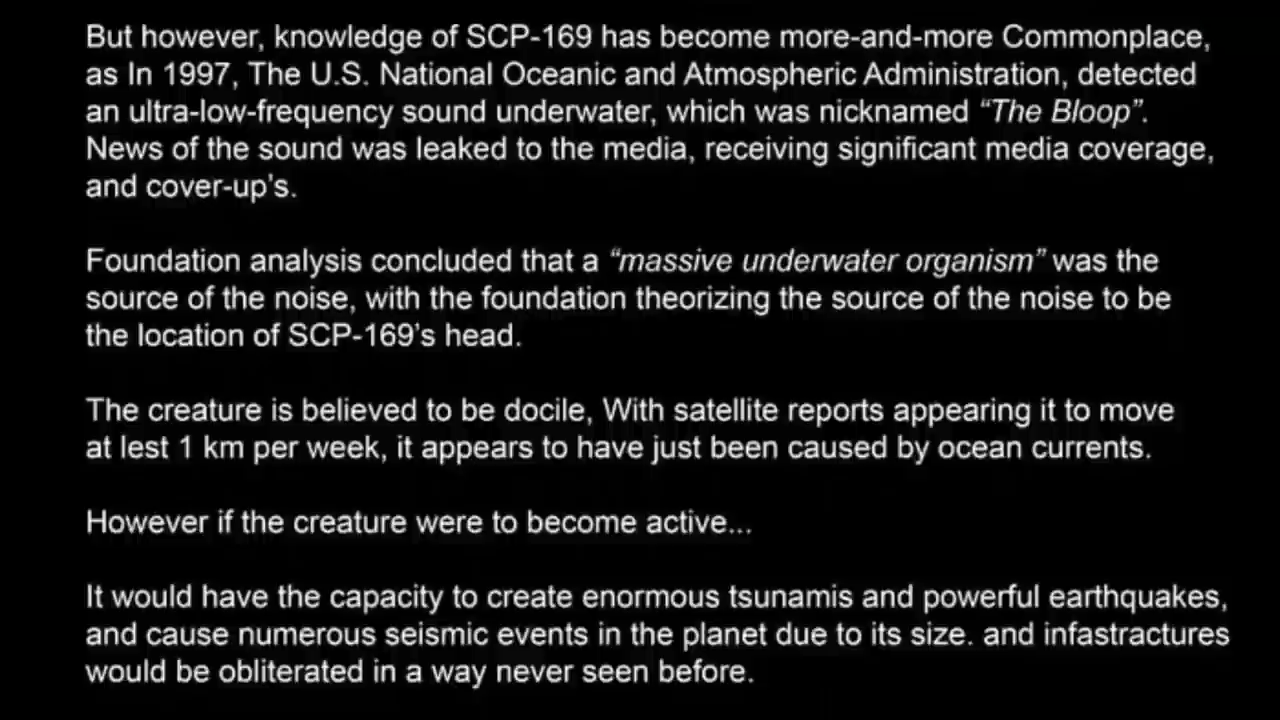 But however, knowledge of SCP-169 has become more-and-more Commonplace,
as In 1997, The U.S. National Oceanic and Atmospheric Administration, detected
an ultra-low-frequency sound underwater, which was nicknamed “The Bloop”.
News of the sound was leaked to the media, receiving significant media coverage,
and cover-up’s.
Foundation analysis concluded that a “massive underwater organism” was the
source of the noise, with the foundation theorizing the source of the noise to be
the location of SCP-169’s head.
The creature is believed to be docile, With satellite reports appearing it to move
at lest 1 km per week, it appears to have just been caused by ocean currents.
However if the creature were to become active...
It would have the capacity to create enormous tsunamis and powerful earthquakes,
and cause numerous seismic events in the planet due to its size. and infastractures
would be obliterated in a way never seen before.